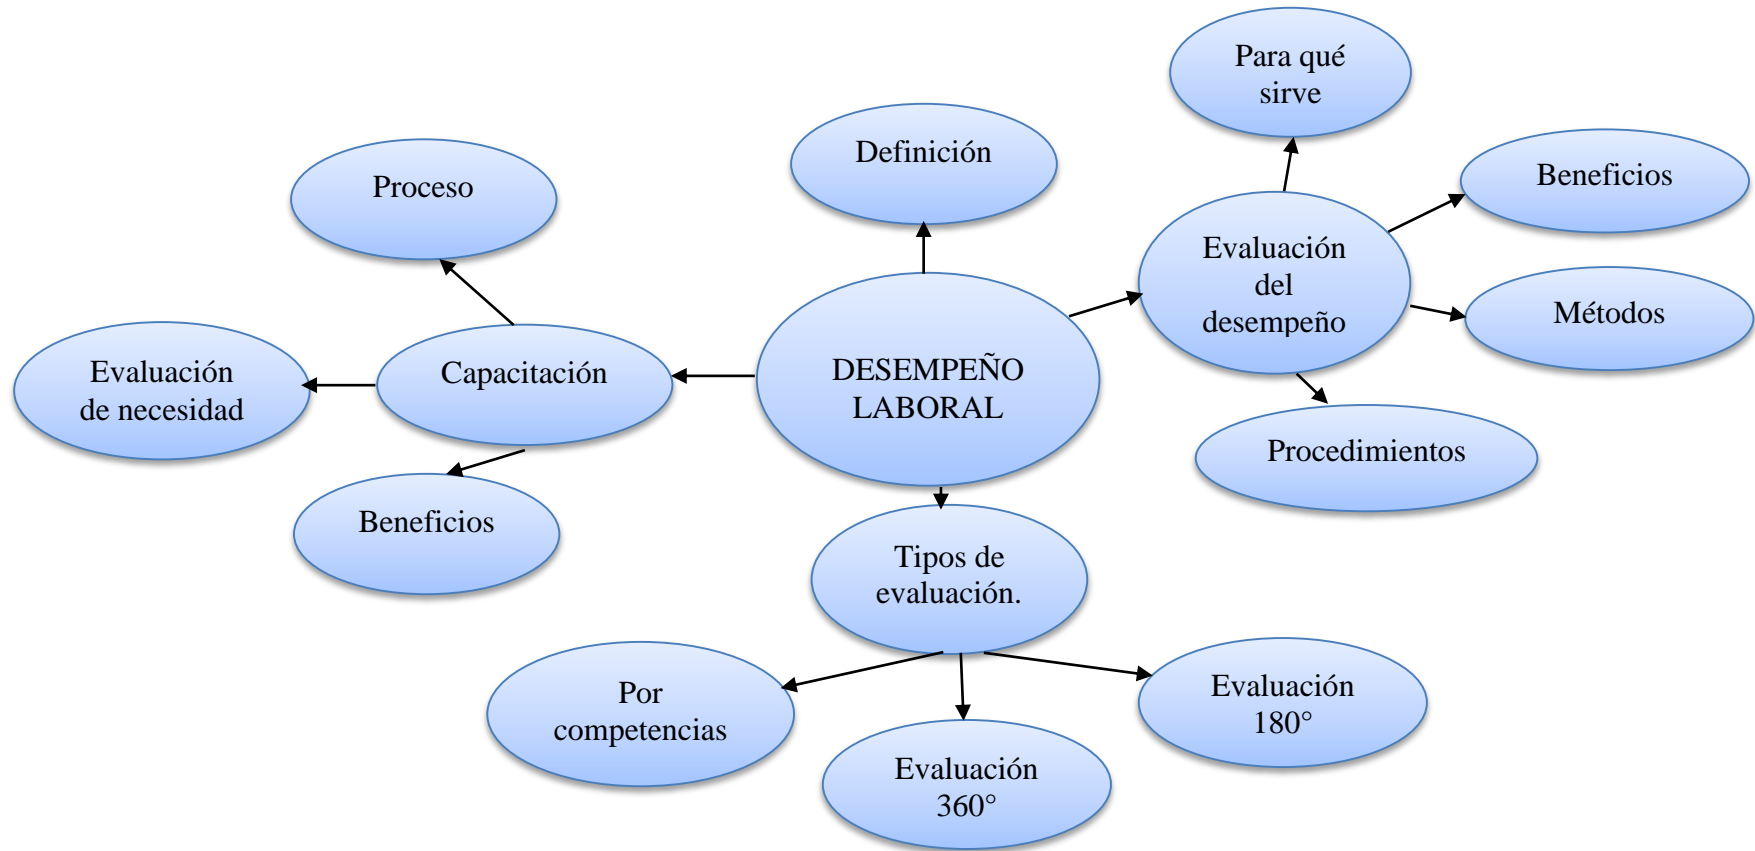 Para qué
sirve
Definición
Proceso
Beneficios
Evaluación
del
desempeño
Métodos
Evaluación
de necesidad
Capacitación
DESEMPEÑO
LABORAL
Procedimientos
Beneficios
Tipos de
evaluación.
Por
competencias
Evaluación
360°
Evaluación
180°